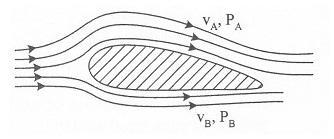 v_A, P_A
v_B, P_B